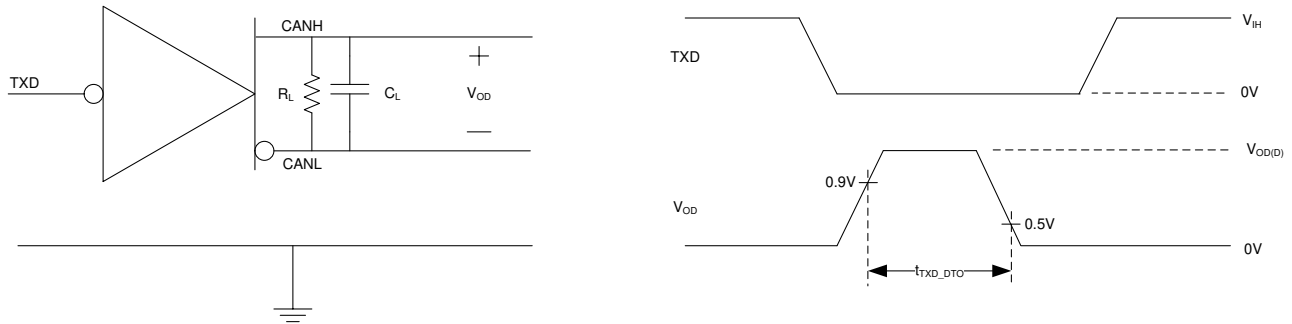 CANH
TXD
R_L
C_L
+
V_OD
—
CANL
V_IH
TXD
0V
V_OD(D)
0.9V
V_OD
0.5V
0V
t_TXD_DTO